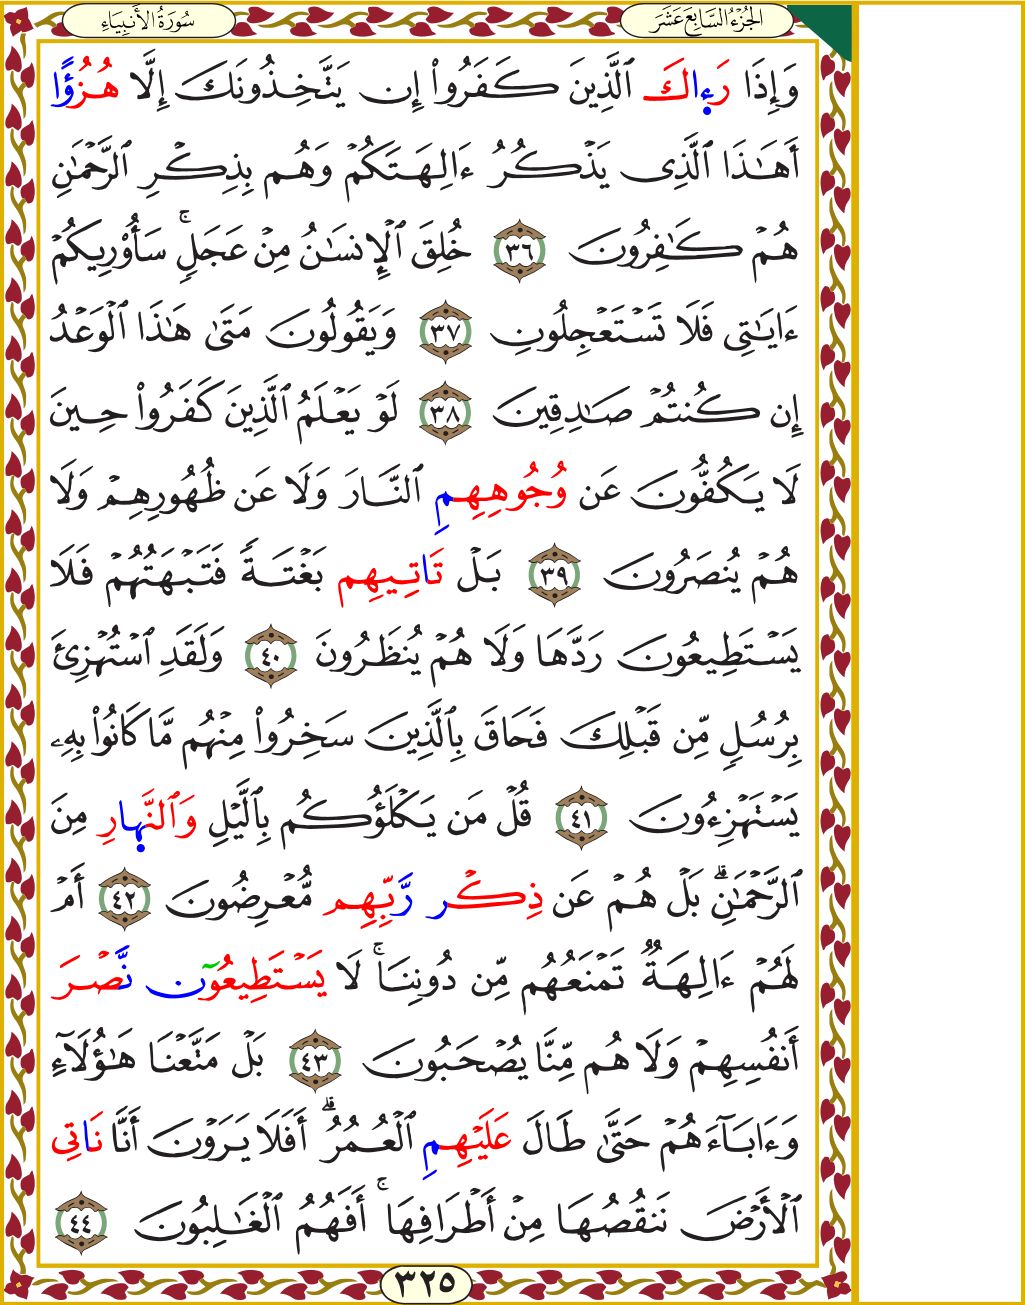 الجُزْءُ السَّابِعَ عَشَرَ
سُورَةُ الأَنبِيَاءِ
وَإِذَا رَءِاكَ ٱلَّذِينَ كَفَرُوا۟ إِن يَتَّخِذُونَكَ إِلَّا هُزُؤًا
أَهَـٰذَا ٱلَّذِى يَذْكُرُ ءَالِهَتَكُمْ وَهُم بِذِكْرِ ٱلرَّحْمَـٰنِ
هُمْ كَـٰفِرُونَ ٣٦ خُلِقَ ٱلْإِنسَـٰنُ مِنْ عَجَلٍۚ سَأُو۟رِيكُمْ
ءَايَـٰتِى فَلَا تَسْتَعْجِلُونِ ٣٧ وَيَقُولُونَ مَتَىٰ هَـٰذَا ٱلْوَعْدُ
إِن كُنتُمْ صَـٰدِقِينَ ٣٨ لَوْ يَعْلَمُ ٱلَّذِينَ كَفَرُوا۟ حِينَ
لَا يَكُفُّونَ عَن وُجُوهِهِمِ ٱلنَّارَ وَلَا عَن ظُهُورِهِمْ وَلَا
هُمْ يُنصَرُونَ ٣٩ بَلْ تَاتِيهِم بَغْتَةً فَتَبْهَتُهُمْ فَلَا
يَسْتَطِيعُونَ رَدَّهَا وَلَا هُمْ يُنظَرُونَ ٤٠ وَلَقَدِ ٱسْتُهْزِئَ
بِرُسُلٍ مِّن قَبْلِكَ فَحَاقَ بِٱلَّذِينَ سَخِرُوا۟ مِنْهُم مَّا كَانُوا۟ بِهِۦ
يَسْتَهْزِءُونَ ٤١ قُلْ مَن يَكْلَؤُكُم بِٱلَّيْلِ وَٱلنَّهِارِ مِنَ
ٱلرَّحْمَـٰنِۗ بَلْ هُمْ عَن ذِكْر رَّبِّهِم مُّعْرِضُونَ ٤٢ أَمْ
لَهُمْ ءَالِهَةٌ تَمْنَعُهُم مِّن دُونِنَاۚ لَا يَسْتَطِيعُوٓن نَّصْرَ
أَنفُسِهِمْ وَلَا هُم مِّنَّا يُصْحَبُونَ ٤٣ بَلْ مَتَّعْنَا هَـٰٓؤُلَآءِ
وَءَابَآءَهُمْ حَتَّىٰ طَالَ عَلَيْهِمِ ٱلْعُمُرُۗ أَفَلَا يَرَوْنَ أَنَّا نَاتِى
ٱلْأَرْضَ نَنقُصُهَا مِنْ أَطْرَافِهَاۚ أَفَهُمُ ٱلْغَـٰلِبُونَ ٤٤
٣٢٥